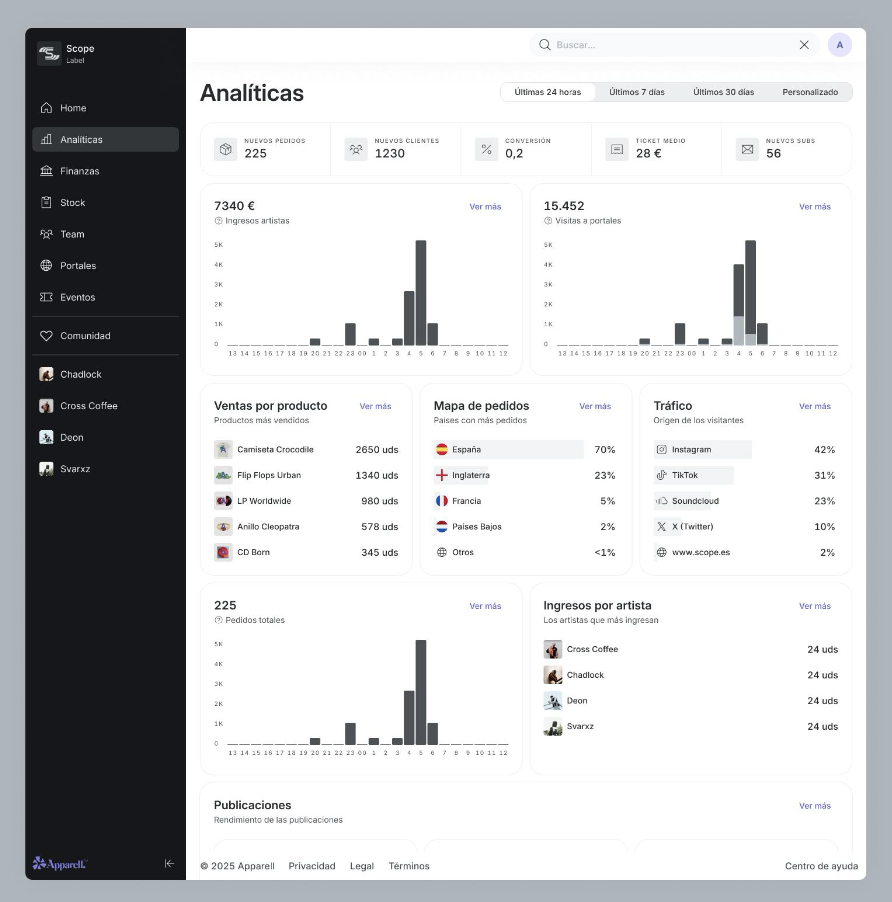 Scope
Label
Home
Analíticas
Finanzas
Stock
Team
Portales
Eventos
Comunidad
Chadlock
Cross Coffee
Deon
Svarxz
Apparell
Buscar...
A
Analíticas
Últimas 24 horas
Últimos 7 días
Últimos 30 días
Personalizado
NUEVOS PEDIDOS
225
NUEVOS CLIENTES
1230
CONVERSIÓN
0,2
TICKET MEDIO
28 €
NUEVOS SUBS
56
7340 €
Ver más
Ingresos artistas
5K
4K
3K
2K
1K
0
13 14 15 16 17 18 19 20 21 22 23 00 1 2 3 4 5 6 7 8 9 10 11 12
15.452
Ver más
Visitas a portales
5K
4K
3K
2K
1K
0
13 14 15 16 17 18 19 20 21 22 23 00 1 2 3 4 5 6 7 8 9 10 11 12
Ventas por producto
Ver más
Productos más vendidos
Camiseta Crocodile 2650 uds
Flip Flops Urban 1340 uds
LP Worldwide 980 uds
Anillo Cleopatra 578 uds
CD Born 345 uds
Mapa de pedidos
Ver más
Paises con más pedidos
España 70%
Inglaterra 23%
Francia 5%
Países Bajos 2%
Otros <1%
Tráfico
Ver más
Origen de los visitantes
Instagram 42%
TikTok 31%
Soundcloud 23%
X (Twitter) 10%
www.scope.es 2%
225
Ver más
Pedidos totales
5K
4K
3K
2K
1K
0
13 14 15 16 17 18 19 20 21 22 23 00 1 2 3 4 5 6 7 8 9 10 11 12
Ingresos por artista
Ver más
Los artistas que más ingresan
Cross Coffee 24 uds
Chadlock 24 uds
Deon 24 uds
Svarxz 24 uds
Publicaciones
Ver más
Rendimiento de las publicaciones
© 2025 Apparell
Privacidad
Legal
Términos
Centro de ayuda